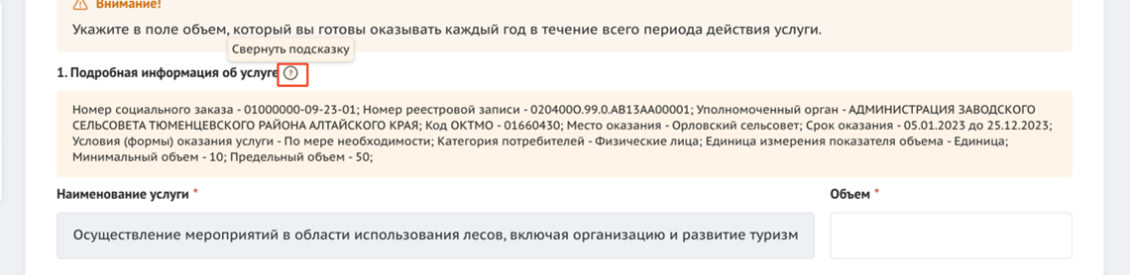 Внимание!
Укажите в поле объем, который вы готовы оказывать каждый год в течение всего периода действия услуги.
Свернуть подсказку
1. Подробная информация об услуге ?
Номер социального заказа - 01000000-09-23-01; Номер реестровой записи - 020400О.99.0.АВ13АА00001; Уполномоченный орган - АДМИНИСТРАЦИЯ ЗАВОДСКОГО
СЕЛЬСОВЕТА ТЮМЕНЦЕВСКОГО РАЙОНА АЛТАЙСКОГО КРАЯ; Код ОКТМО - 01660430; Место оказания - Орловский сельсовет; Срок оказания - 05.01.2023 до 25.12.2023;
Условия (формы) оказания услуги - По мере необходимости; Категория потребителей - Физические лица; Единица измерения показателя объема - Единица;
Минимальный объем - 10; Предельный объем - 50;
Наименование услуги * Объем *
Осуществление мероприятий в области использования лесов, включая организацию и развитие туризм